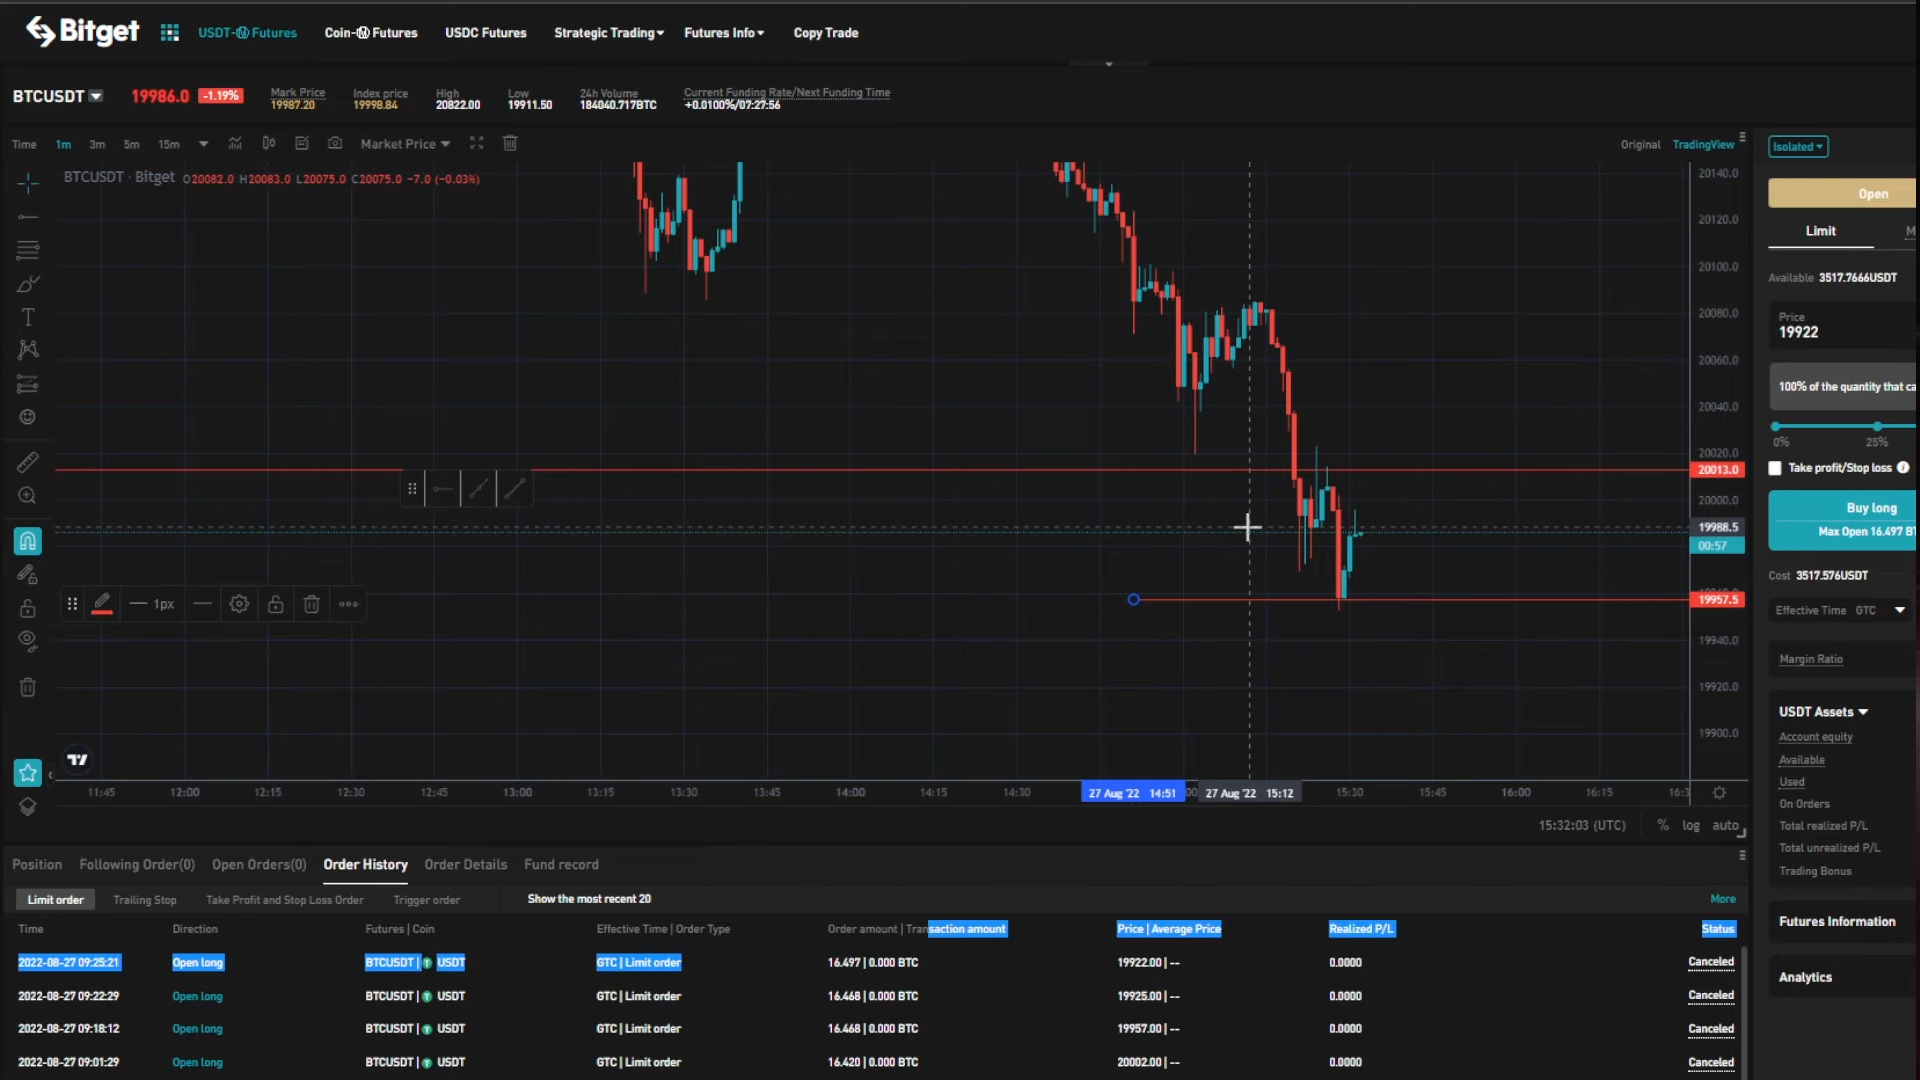 Bitget
USDT-Ⓜ Futures
Coin-Ⓜ Futures
USDC Futures
Strategic Trading
Futures Info
Copy Trade
BTCUSDT
19986.0
-1.19%
Mark Price
19987.20
Index price
19998.84
High
20822.00
Low
19911.50
24h Volume
184040.717BTC
Current Funding Rate/Next Funding Time
+0.0100%/07:27:56
Time 1m 3m 5m 15m
Market Price
Original TradingView
BTCUSDT · Bitget O20082.0 H20083.0 L20075.0 C20075.0 −7.0 (−0.03%)
20140.0
20120.0
20100.0
20080.0
20060.0
20040.0
20020.0
20013.0
20000.0
19988.5
00:57
19957.5
19940.0
19920.0
19900.0
1px
11:45 12:00 12:15 12:30 12:45 13:00 13:15 13:30 13:45 14:00 14:15 14:30 27 Aug '22 14:51 27 Aug '22 15:12 15:30 15:45 16:00 16:15 16:3
15:32:03 (UTC) % log auto
Isolated
Open
Limit M
Available 3517.7666USDT
Price
19922
100% of the quantity that ca
0% 25%
Take profit/Stop loss
Buy long
Max Open 16.497 BT
Cost 3517.576USDT
Effective Time GTC
Margin Ratio
USDT Assets
Account equity
Available
Used
On Orders
Total realized P/L
Total unrealized P/L
Trading Bonus
Futures Information
Analytics
Position Following Order(0) Open Orders(0) Order History Order Details Fund record
Limit order Trailing Stop Take Profit and Stop Loss Order Trigger order Show the most recent 20 More
Time Direction Futures | Coin Effective Time | Order Type Order amount | Transaction amount Price | Average Price Realized P/L Status
2022-08-27 09:25:21 Open long BTCUSDT | USDT GTC | Limit order 16.497 | 0.000 BTC 19922.00 | -- 0.0000 Canceled
2022-08-27 09:22:29 Open long BTCUSDT | USDT GTC | Limit order 16.468 | 0.000 BTC 19925.00 | -- 0.0000 Canceled
2022-08-27 09:18:12 Open long BTCUSDT | USDT GTC | Limit order 16.468 | 0.000 BTC 19957.00 | -- 0.0000 Canceled
2022-08-27 09:01:29 Open long BTCUSDT | USDT GTC | Limit order 16.420 | 0.000 BTC 20002.00 | -- 0.0000 Canceled